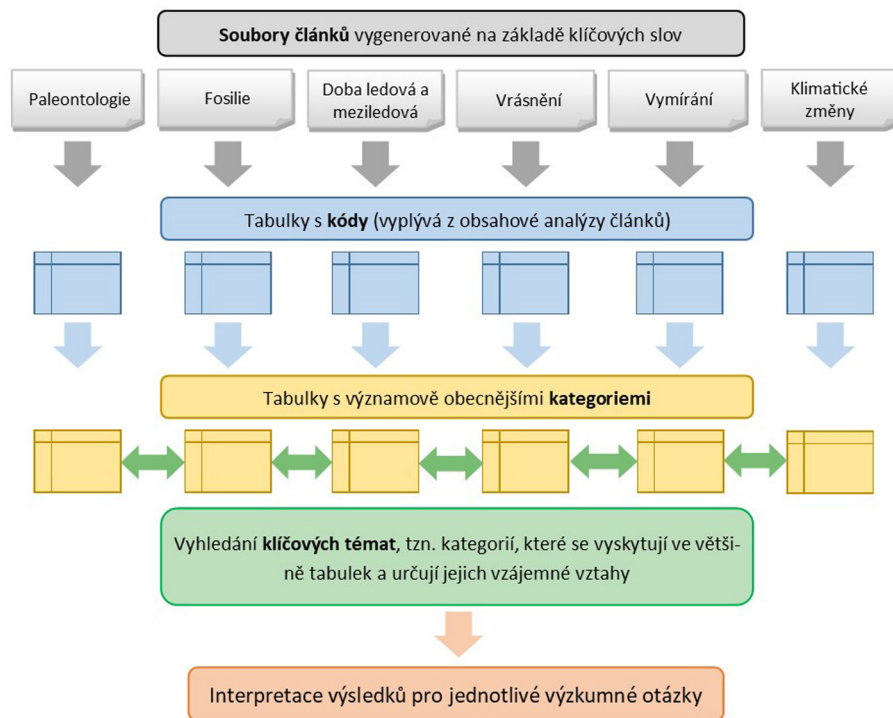 Soubory článků vygenerované na základě klíčových slov
Paleontologie
Fosilie
Doba ledová a
meziledová
Vrásnění
Vymírání
Klimatické
změny
Tabulky s kódy (vyplývá z obsahové analýzy článků)
Tabulky s významově obecnějšími kategoriemi
Vyhledání klíčových témat, tzn. kategorií, které se vyskytují ve větši-
ně tabulek a určují jejich vzájemné vztahy
Interpretace výsledků pro jednotlivé výzkumné otázky